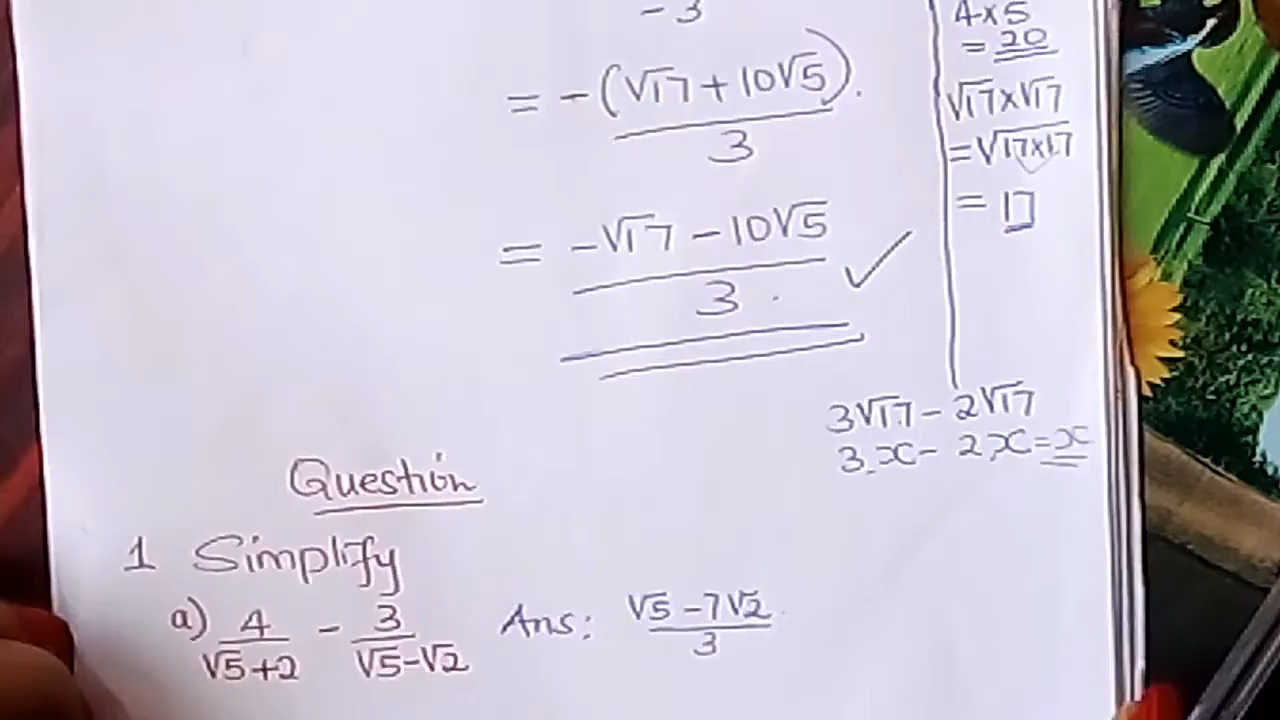 - 3
= -(√17 + 10√5).
3
= -√17 - 10√5
3
4×5
= 20
√17×√17
= √17×17
= 17
3√17 - 2√17
3x - 2x = x
Question
1 Simplify
a) 4/(√5+2) - 3/(√5-√2) Ans: (√5 - 7√2)/3